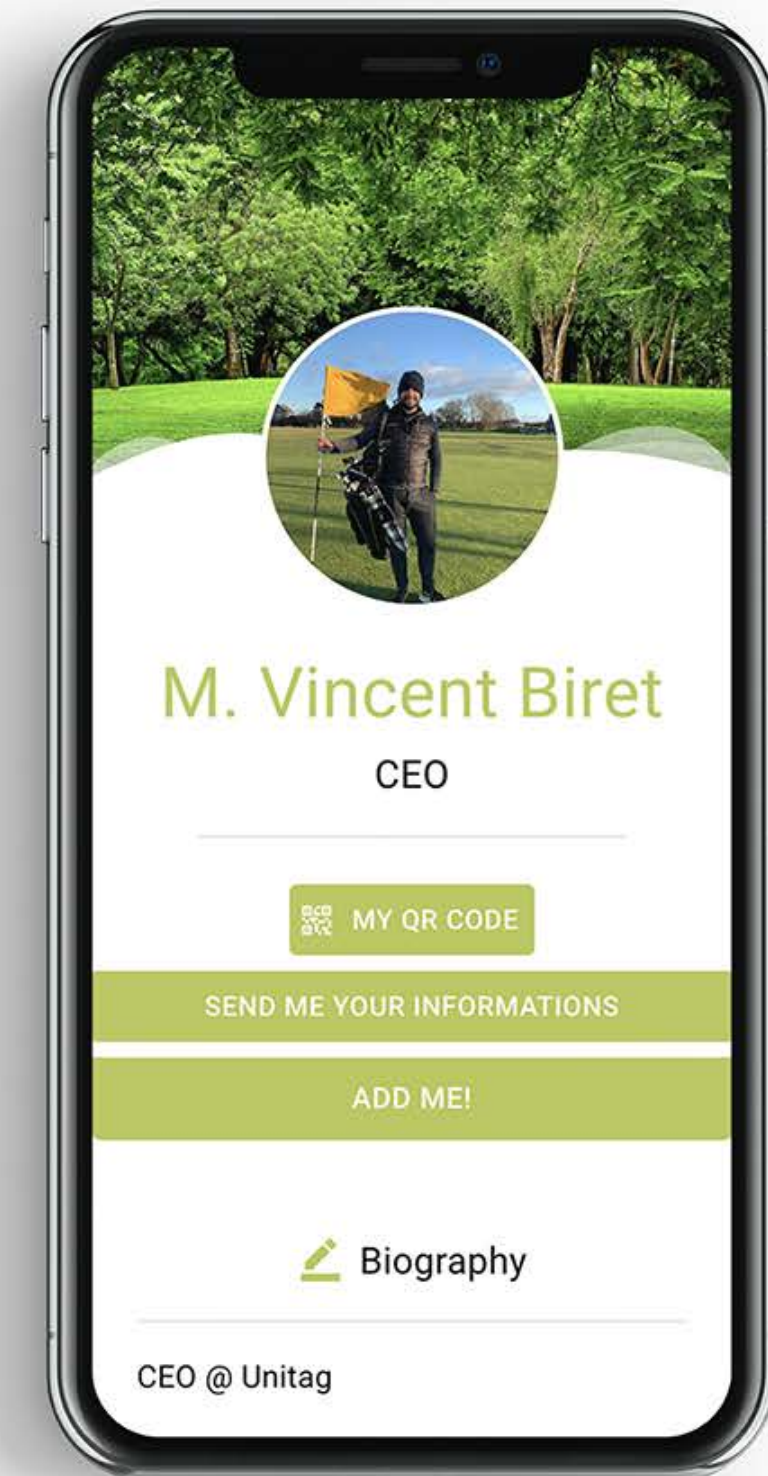 M. Vincent Biret
CEO
MY QR CODE
SEND ME YOUR INFORMATIONS
ADD ME!
Biography
CEO @ Unitag